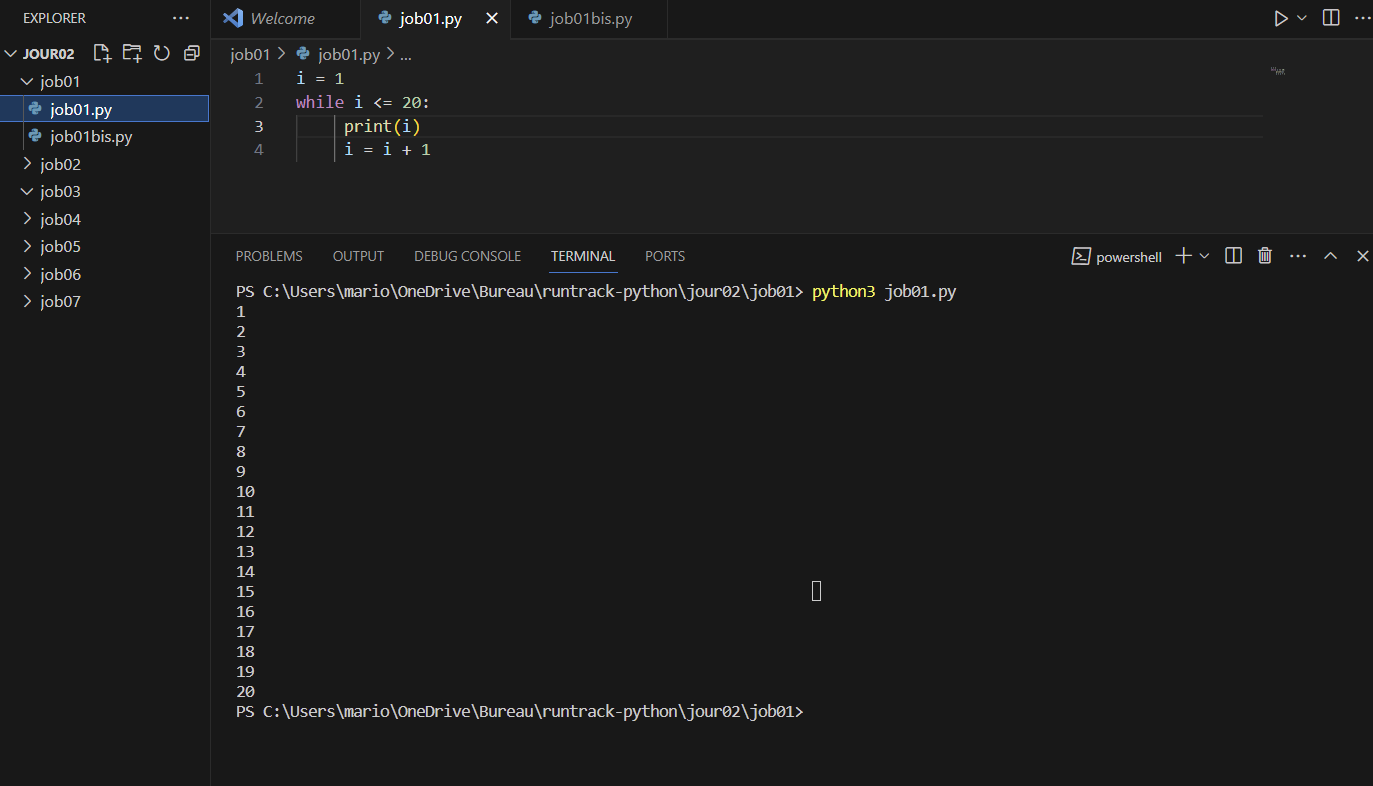 EXPLORER
Welcome
job01.py
job01bis.py
JOUR02
job01
job01.py
job01bis.py
job02
job03
job04
job05
job06
job07
job01 > job01.py > ...
1 i = 1
2 while i <= 20:
3 print(i)
4 i = i + 1
PROBLEMS OUTPUT DEBUG CONSOLE TERMINAL PORTS
powershell
PS C:\Users\mario\OneDrive\Bureau\runtrack-python\jour02\job01> python3 job01.py
1
2
3
4
5
6
7
8
9
10
11
12
13
14
15
16
17
18
19
20
PS C:\Users\mario\OneDrive\Bureau\runtrack-python\jour02\job01>